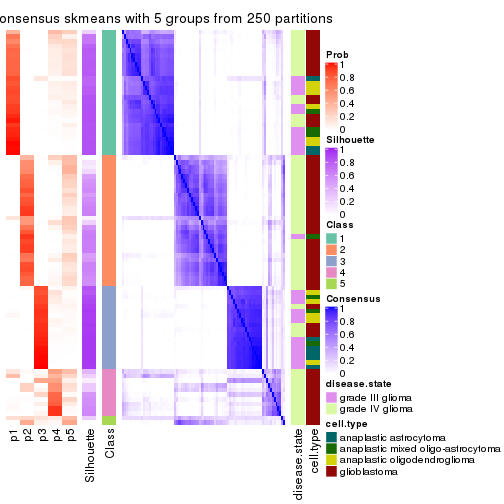 onsensus skmeans with 5 groups from 250 partitions
Prob
1
0.8
0.6
0.4
0.2
0
Silhouette
1
0.8
0.6
0.4
0.2
0
Class
1
2
3
4
5
Consensus
1
0.8
0.6
0.4
0.2
0
disease.state
grade III glioma
grade IV glioma
cell.type
anaplastic astrocytoma
anaplastic mixed oligo-astrocytoma
anaplastic oligodendroglioma
glioblastoma
p1
p2
p3
p4
p5
Silhouette
Class
disease.state
cell.type